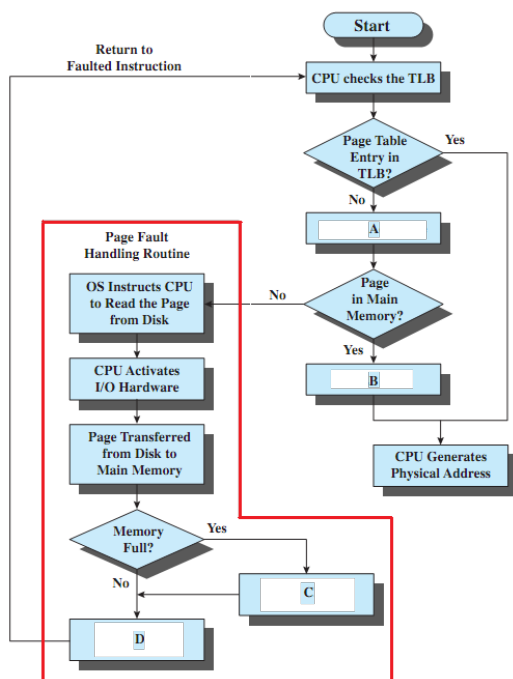 Start
Return to
Faulted Instruction
CPU checks the TLB
Page Table
Entry in
TLB?
Yes
No
A
Page Fault
Handling Routine
OS Instructs CPU
to Read the Page
from Disk
No
Page
in Main
Memory?
Yes
CPU Activates
I/O Hardware
B
Page Transferred
from Disk to
Main Memory
CPU Generates
Physical Address
Memory
Full?
Yes
No
C
D